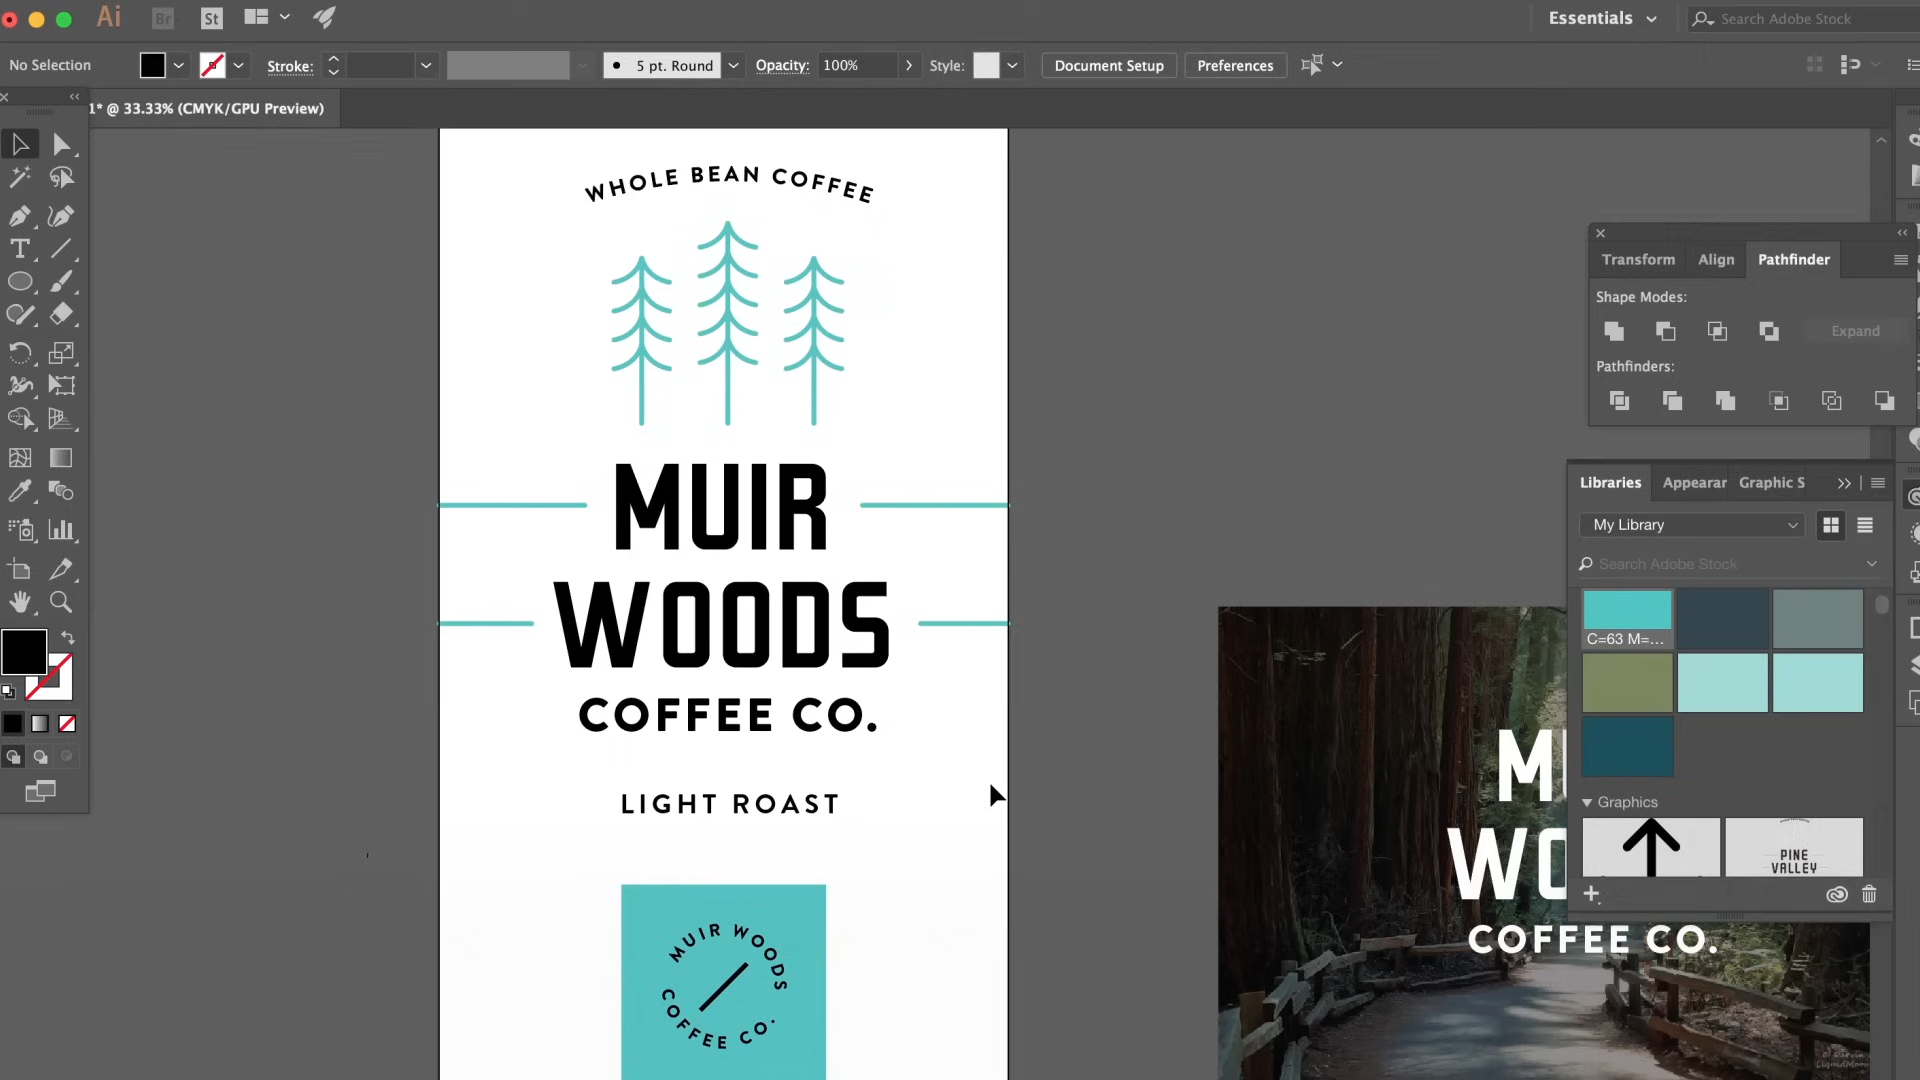 Ai
Br
St
Essentials
Search Adobe Stock
No Selection
Stroke:
5 pt. Round
Opacity:
100%
Style:
Document Setup
Preferences
1* @ 33.33% (CMYK/GPU Preview)
WHOLE BEAN COFFEE
MUIR
WOODS
COFFEE CO.
LIGHT ROAST
MUIR WOODS
COFFEE CO.
Transform
Align
Pathfinder
Shape Modes:
Expand
Pathfinders:
Libraries
Appearar
Graphic S
My Library
Search Adobe Stock
C=63 M=...
Graphics
PINE
VALLEY
M
WO
COFFEE CO.